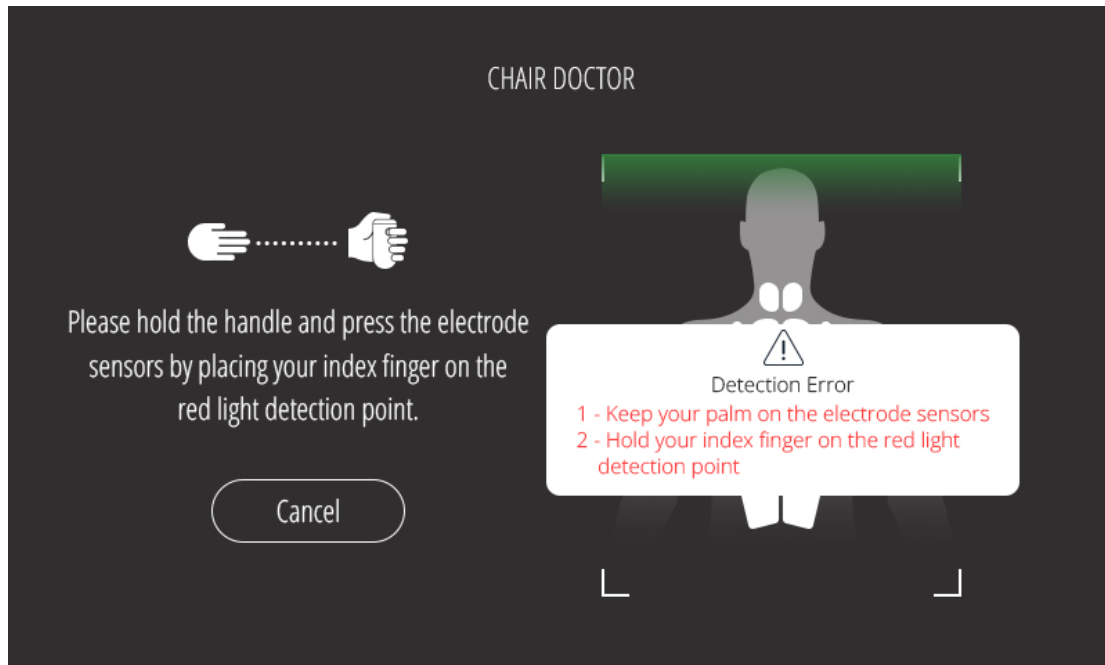 CHAIR DOCTOR
Please hold the handle and press the electrode
sensors by placing your index finger on the
red light detection point.
Cancel
Detection Error
1 - Keep your palm on the electrode sensors
2 - Hold your index finger on the red light
detection point